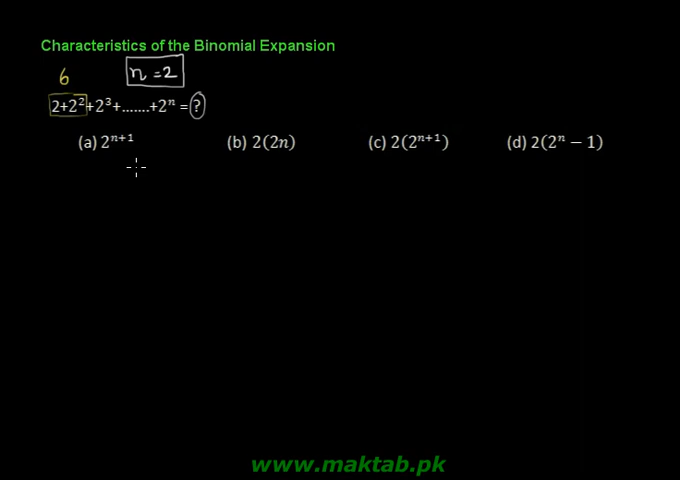 Characteristics of the Binomial Expansion
6 n = 2
2+2²+2³+.......+2ⁿ = ?
(a) 2ⁿ⁺¹ (b) 2(2n) (c) 2(2ⁿ⁺¹) (d) 2(2ⁿ − 1)
www.maktab.pk